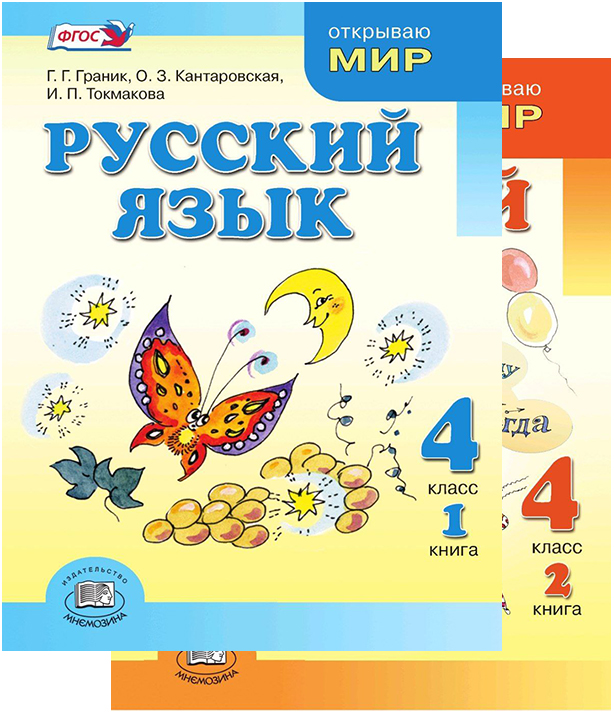 ФГОС
открываю
МИР
Г. Г. Граник, О. З. Кантаровская,
И. П. Токмакова
РУССКИЙ
ЯЗЫК
4
класс
1
книга
ИЗДАТЕЛЬСТВО
МНЕМОЗИНА
ваю
ИР
Й
гда
4
класс
2
книга
МНЕМОЗИНА